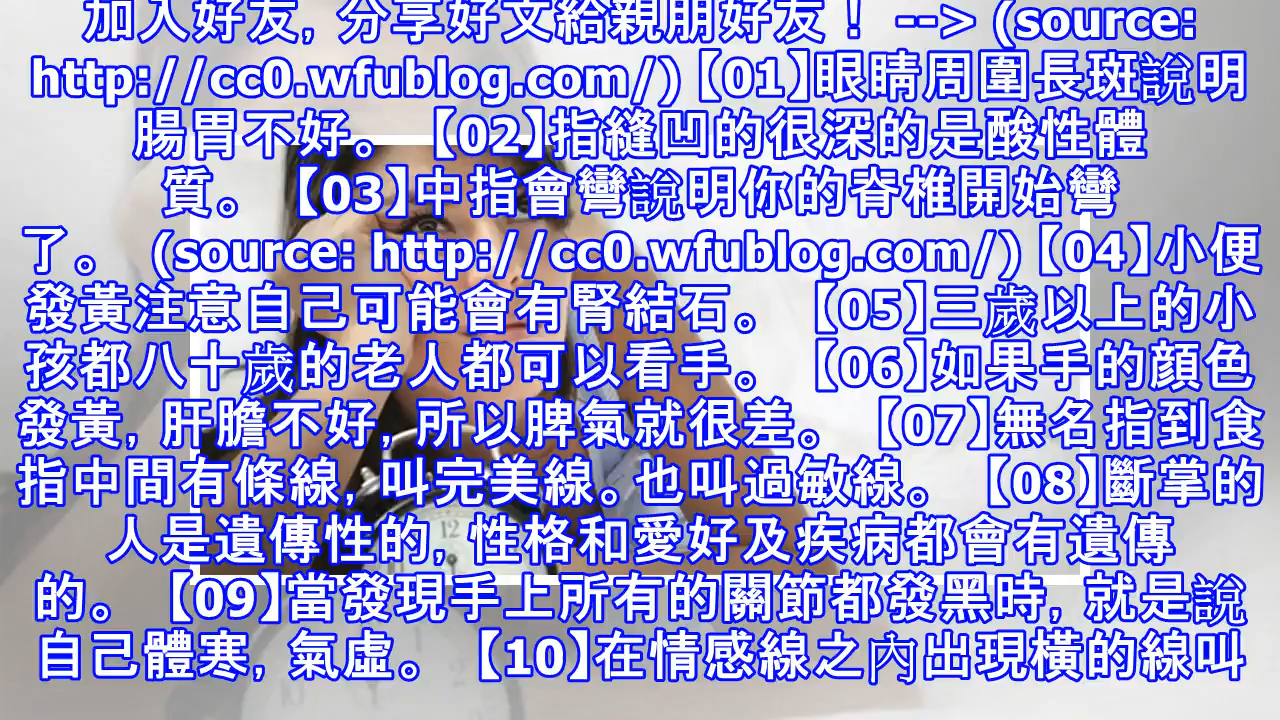 加入好友, 分享好文給親朋好友！ --> (source:
http://cc0.wfublog.com/)【01】眼睛周圍長斑說明
腸胃不好。 【02】指縫凹的很深的是酸性體
質。 【03】中指會彎說明你的脊椎開始彎
了。 (source: http://cc0.wfublog.com/)【04】小便
發黃注意自己可能會有腎結石。 【05】三歲以上的小
孩都八十歲的老人都可以看手。 【06】如果手的顏色
發黃, 肝膽不好, 所以脾氣就很差。 【07】無名指到食
指中間有條線, 叫完美線。也叫過敏線。 【08】斷掌的
人是遺傳性的, 性格和愛好及疾病都會有遺傳
的。 【09】當發現手上所有的關節都發黑時, 就是說
自己體寒, 氣虛。 【10】在情感線之內出現橫的線叫
12